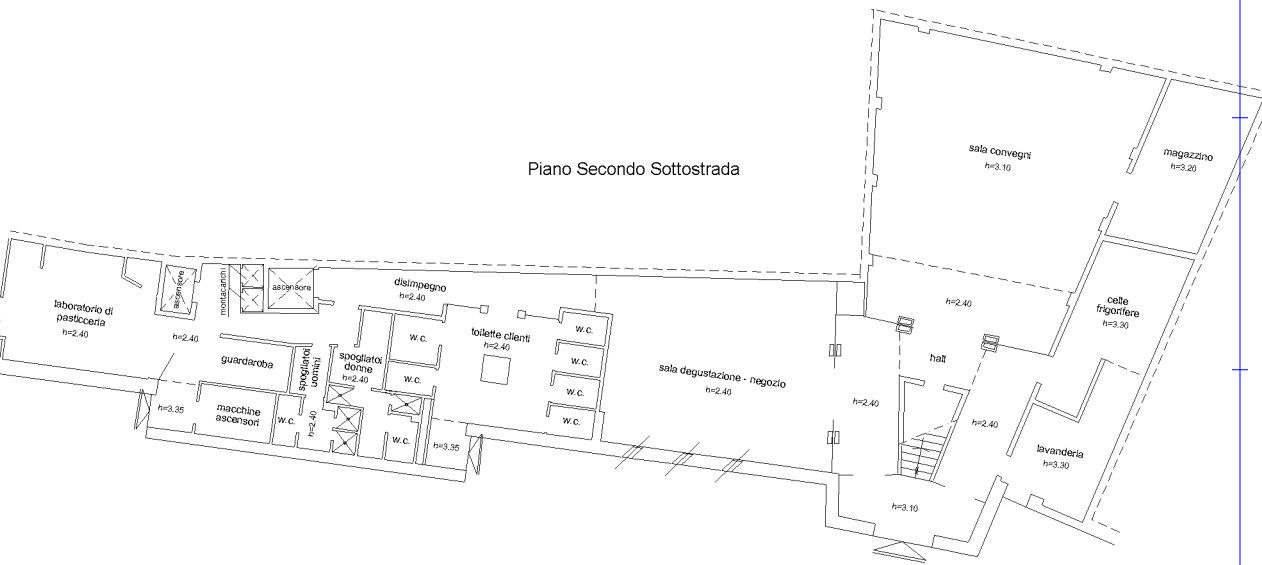 Piano Secondo Sottostrada
sala convegni
h=3.10
magazzino
h=3.20
laboratorio di
pasticceria
h=2.40
ascensore
montacarichi
ascensore
disimpegno
h=2.40
h=2.40
guardaroba
spogliatoi
uomini
spogliatoi
donne
h=2.40
w.c.
w.c.
toilette clienti
h=2.40
w.c.
w.c.
w.c.
w.c.
h=3.35
macchine
ascensori
w.c.
h=2.40
w.c.
h=3.35
sala degustazione - negozio
h=2.40
h=2.40
hall
h=2.40
celle
frigorifere
h=3.30
h=2.40
lavanderia
h=3.30
h=3.10